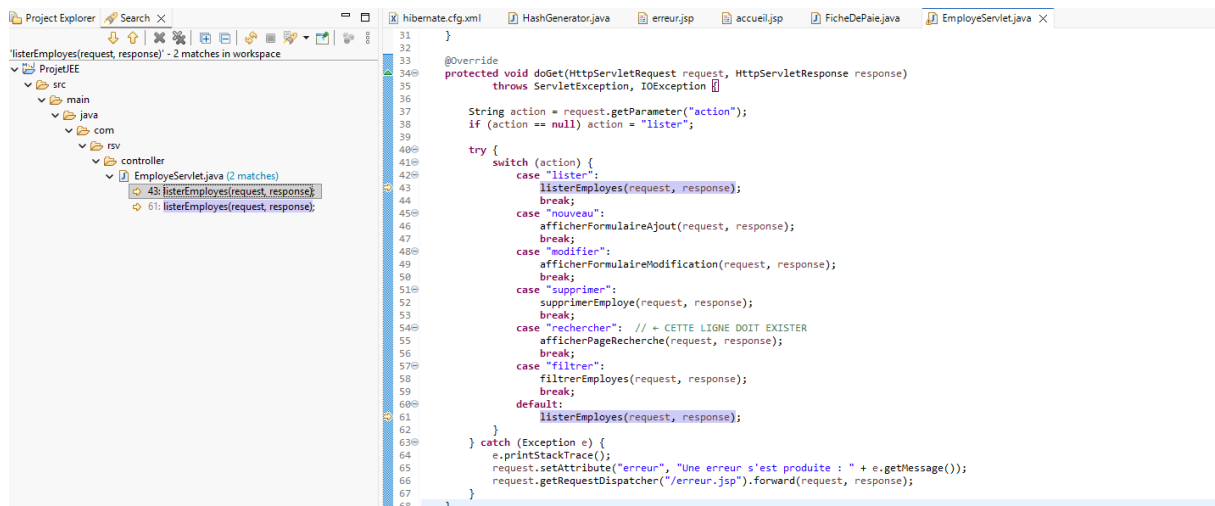 Project Explorer Search
'listerEmployes(request, response)' - 2 matches in workspace
ProjetJEE
src
main
java
com
rsv
controller
EmployeServlet.java (2 matches)
43: listerEmployes(request, response);
61: listerEmployes(request, response);
hibernate.cfg.xml HashGenerator.java erreur.jsp accueil.jsp FicheDePaie.java EmployeServlet.java
31 }
32
33 @Override
34 protected void doGet(HttpServletRequest request, HttpServletResponse response)
35 throws ServletException, IOException {
36
37 String action = request.getParameter("action");
38 if (action == null) action = "lister";
39
40 try {
41 switch (action) {
42 case "lister":
43 listerEmployes(request, response);
44 break;
45 case "nouveau":
46 afficherFormulaireAjout(request, response);
47 break;
48 case "modifier":
49 afficherFormulaireModification(request, response);
50 break;
51 case "supprimer":
52 supprimerEmploye(request, response);
53 break;
54 case "rechercher": // ← CETTE LIGNE DOIT EXISTER
55 afficherPageRecherche(request, response);
56 break;
57 case "filtrer":
58 filtrerEmployes(request, response);
59 break;
60 default:
61 listerEmployes(request, response);
62 }
63 } catch (Exception e) {
64 e.printStackTrace();
65 request.setAttribute("erreur", "Une erreur s'est produite : " + e.getMessage());
66 request.getRequestDispatcher("/erreur.jsp").forward(request, response);
67 }
68 }